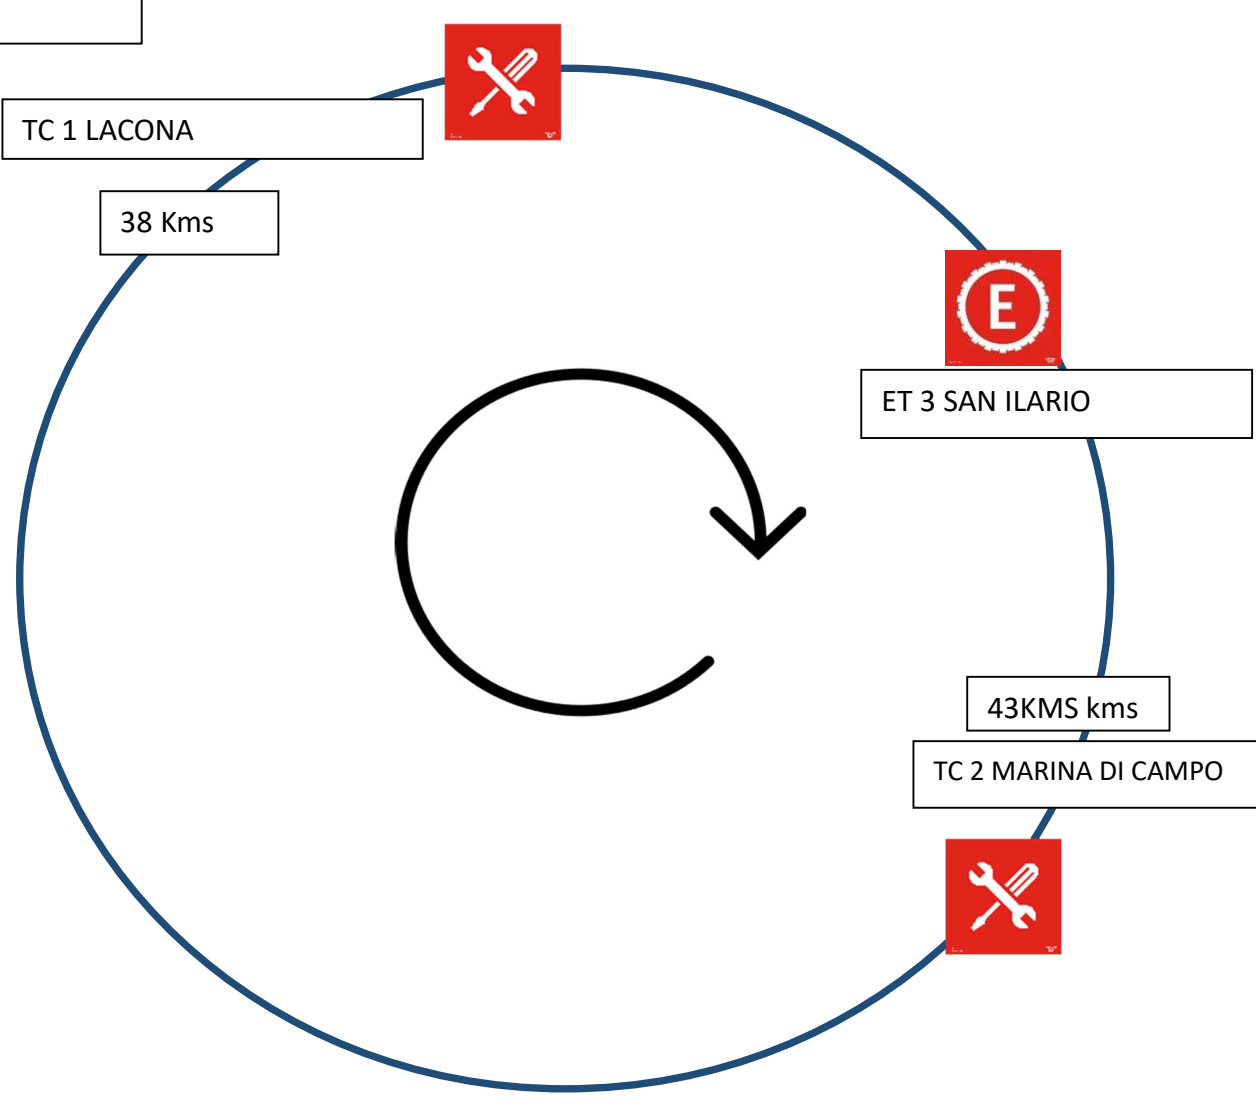 TC 1 LACONA
38 Kms
E
ET 3 SAN ILARIO
43KMS kms
TC 2 MARINA DI CAMPO